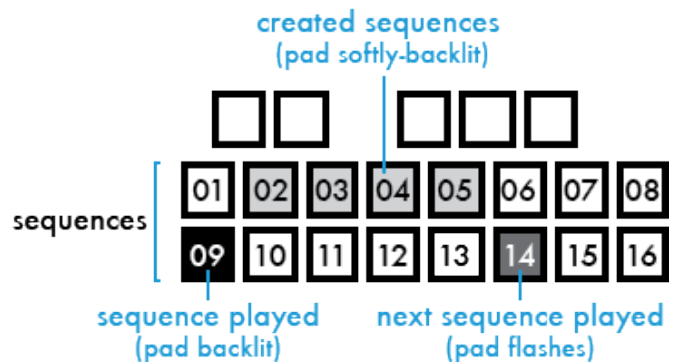 created sequences
(pad softly-backlit)
01 02 03 04 05 06 07 08
sequences
09 10 11 12 13 14 15 16
sequence played next sequence played
(pad backlit) (pad flashes)